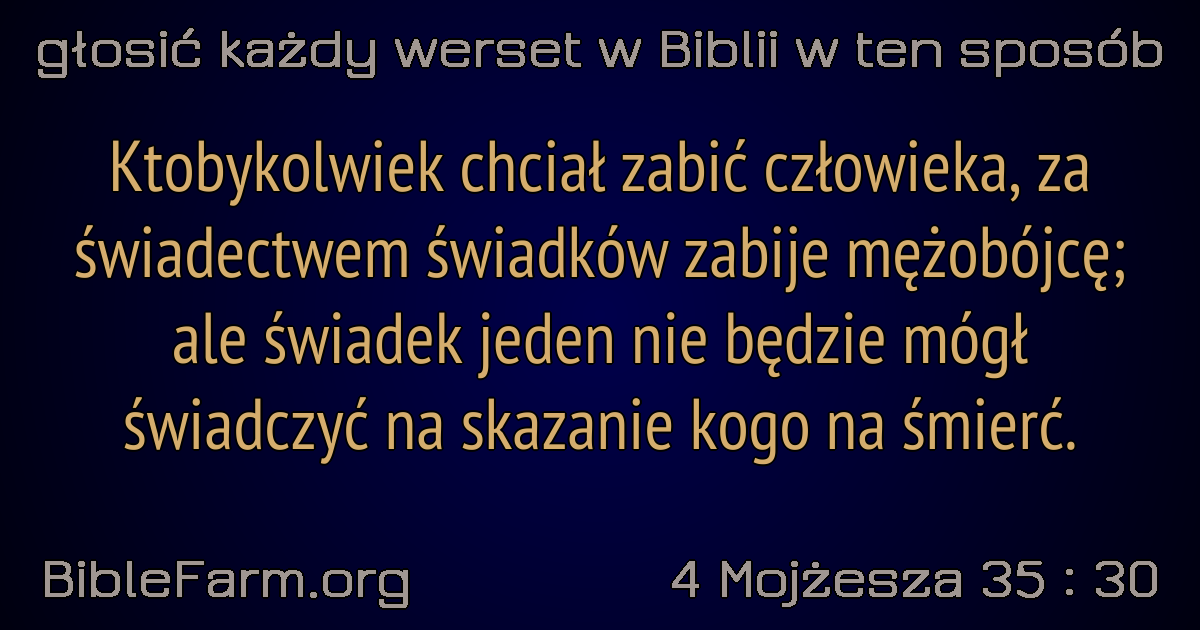 głosić każdy werset w Biblii w ten sposób
Ktobykolwiek chciał zabić człowieka, za
świadectwem świadków zabije mężobójcę;
ale świadek jeden nie będzie mógł
świadczyć na skazanie kogo na śmierć.
BibleFarm.org
4 Mojżesza 35 : 30